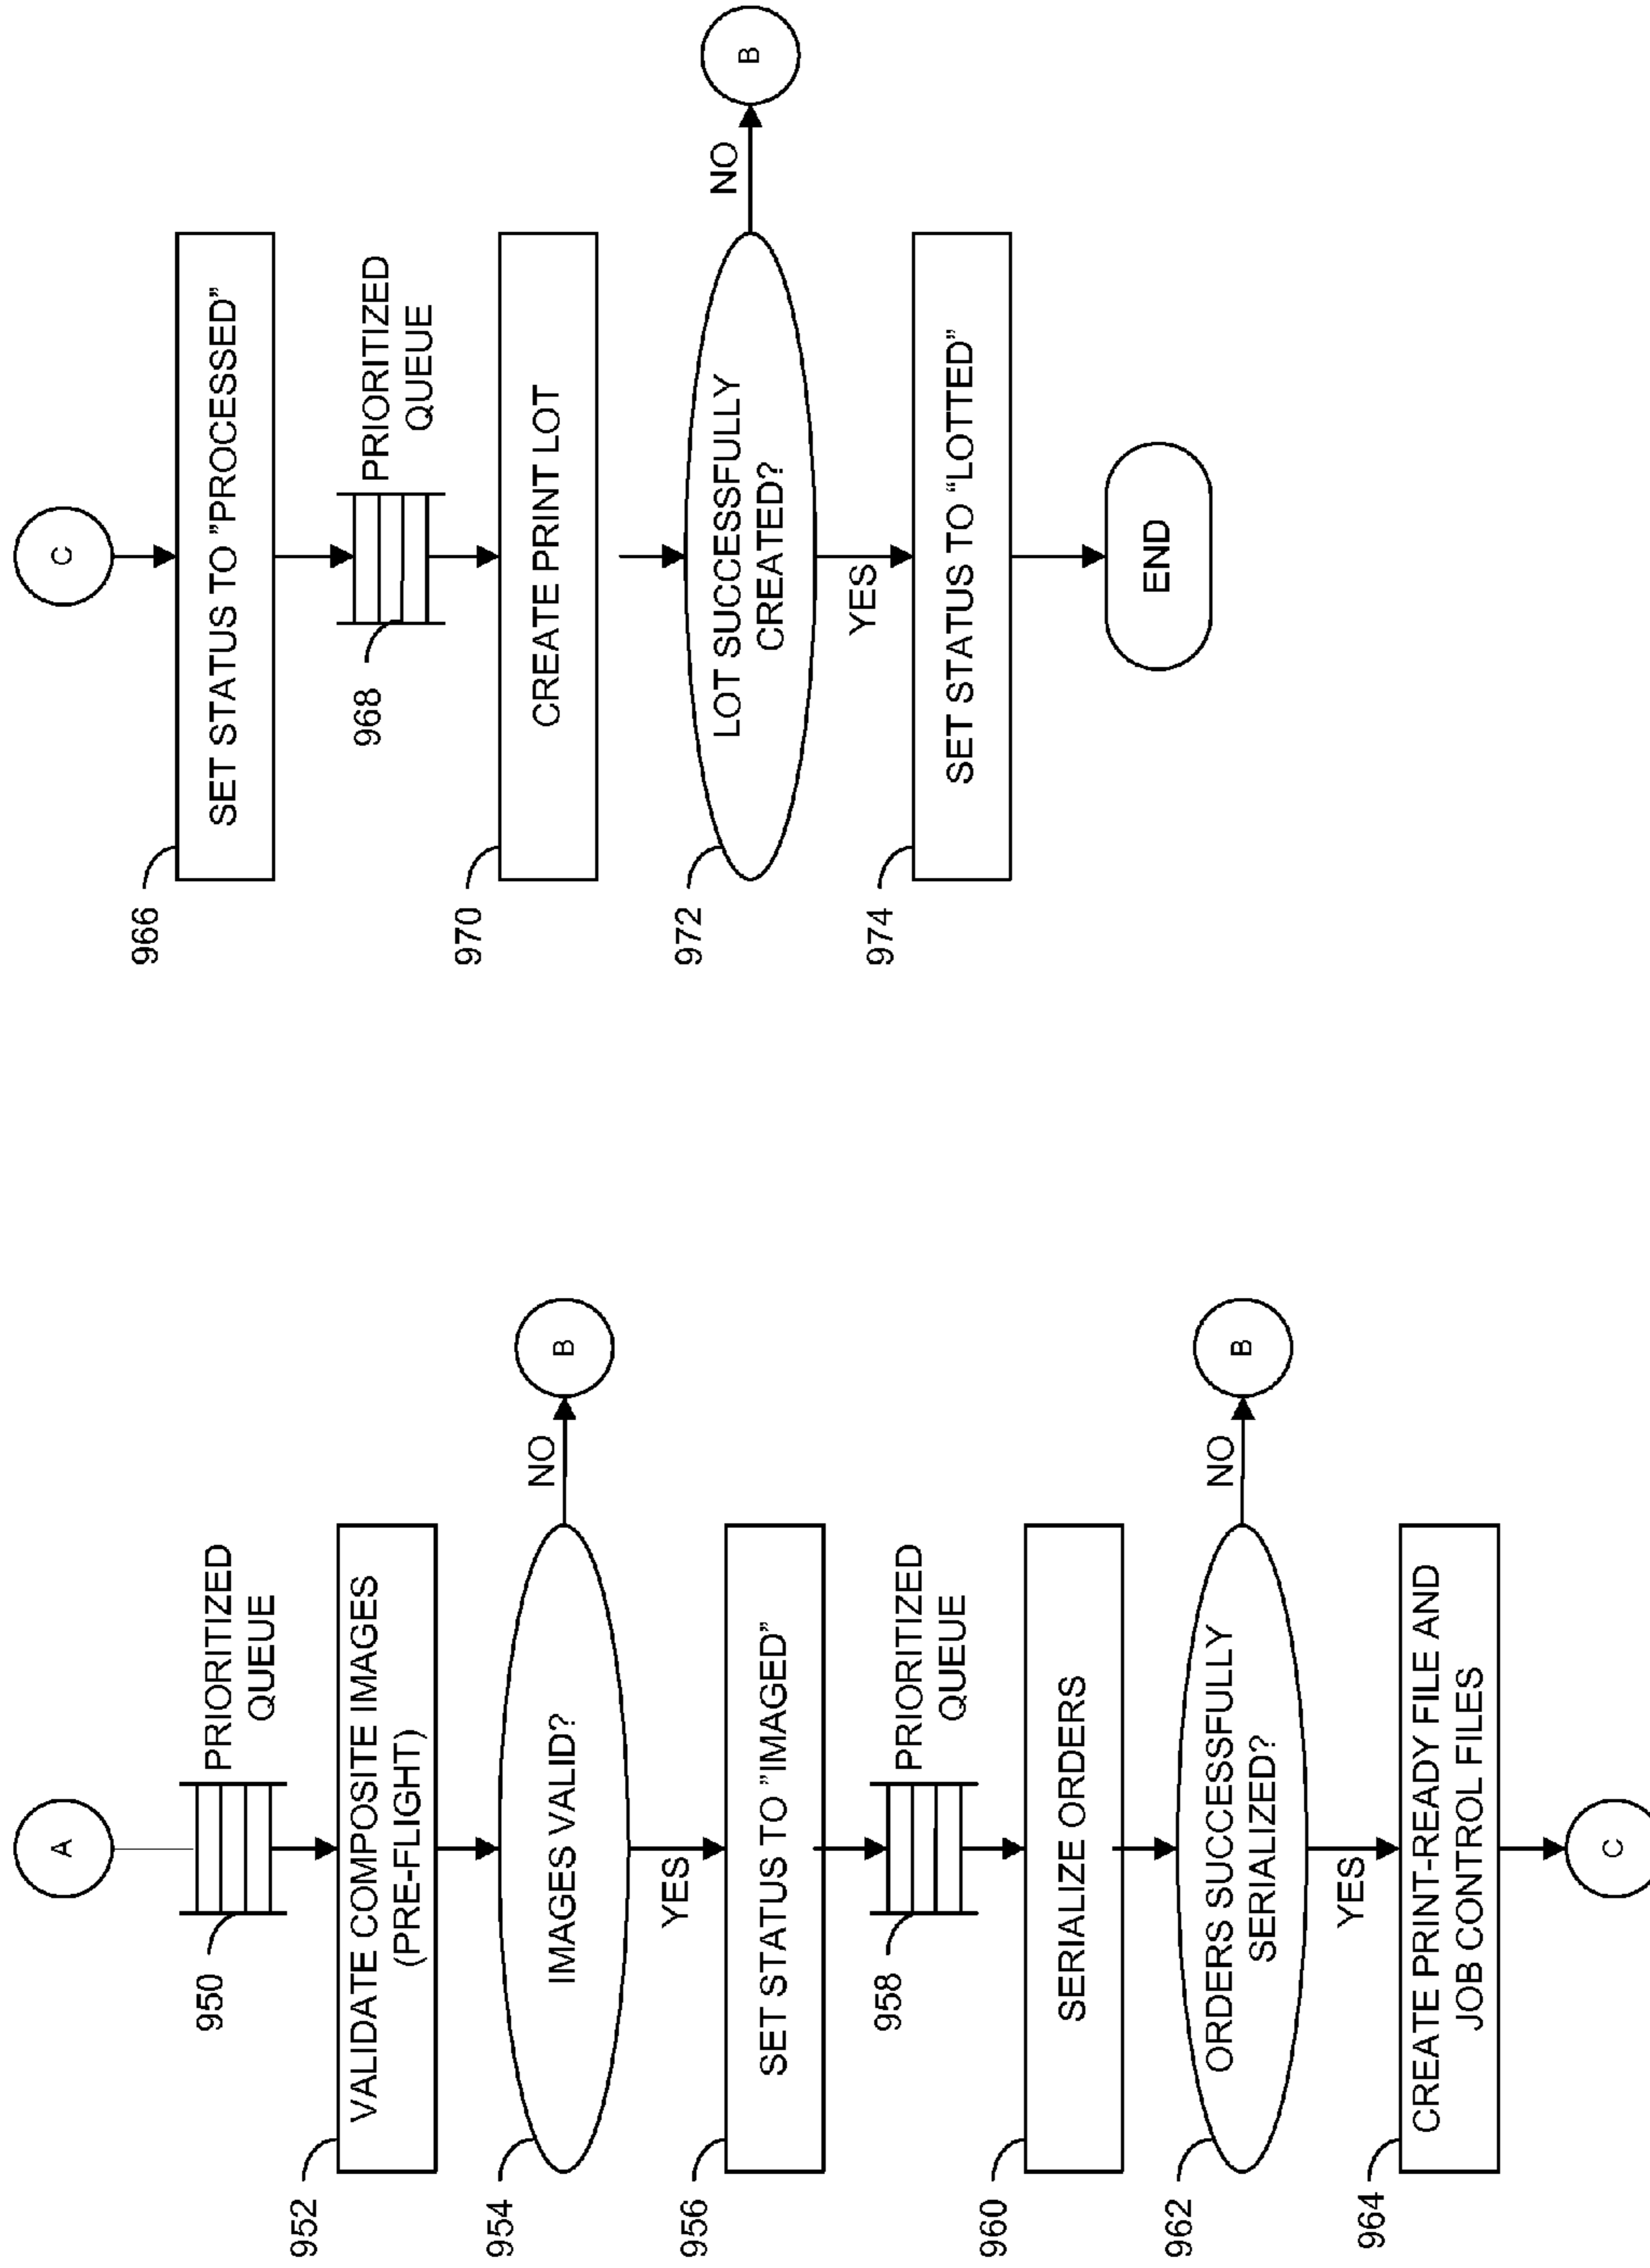 A
950
PRIORITIZED
QUEUE
952
VALIDATE COMPOSITE IMAGES
(PRE-FLIGHT)
954
IMAGES VALID?
NO
B
YES
956
SET STATUS TO ”IMAGED”
958
PRIORITIZED
QUEUE
960
SERIALIZE ORDERS
962
ORDERS SUCCESSFULLY
SERIALIZED?
NO
B
YES
964
CREATE PRINT-READY FILE AND
JOB CONTROL FILES
C
C
966
SET STATUS TO ”PROCESSED”
968
PRIORITIZED
QUEUE
970
CREATE PRINT LOT
972
LOT SUCCESSFULLY
CREATED?
NO
B
YES
974
SET STATUS TO “LOTTED”
END